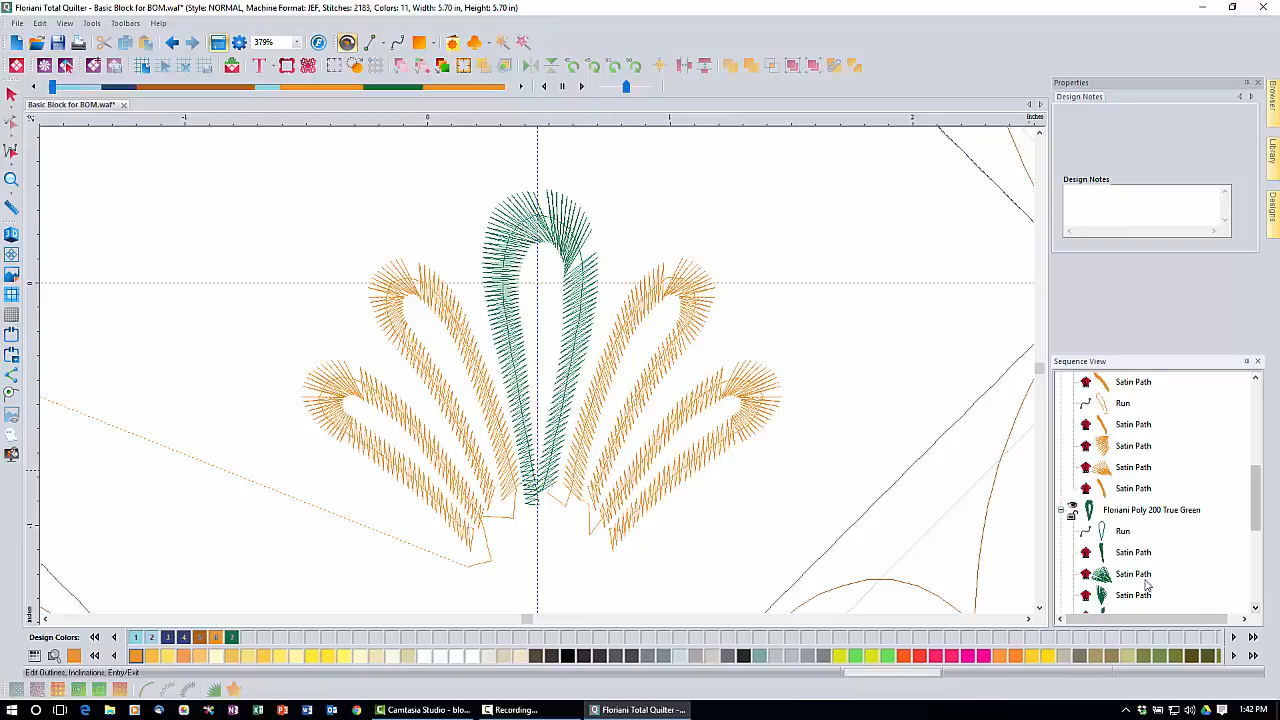 Floriani Total Quilter - Basic Block for BOM.waf* (Style: NORMAL, Machine Format: JEF, Stitches: 2183, Colors: 11, Width: 5.70 in, Height: 5.70 in)
File Edit View Tools Toolbars Help
379%
Basic Block for BOM.waf*
-1 0 1 2 inches
0
-1
inches
Properties
Design Notes
Design Notes
Browser
Library
Designs
Sequence View
Satin Path
Run
Satin Path
Satin Path
Satin Path
Satin Path
Floriani Poly 200 True Green
Run
Satin Path
Satin Path
Satin Path
Design Colors: 1 2 3 4 5 6 7
Edit Outlines, Inclinations, Entry/Exit
Camtasia Studio - blo... Recording... Floriani Total Quilter -... 1:42 PM